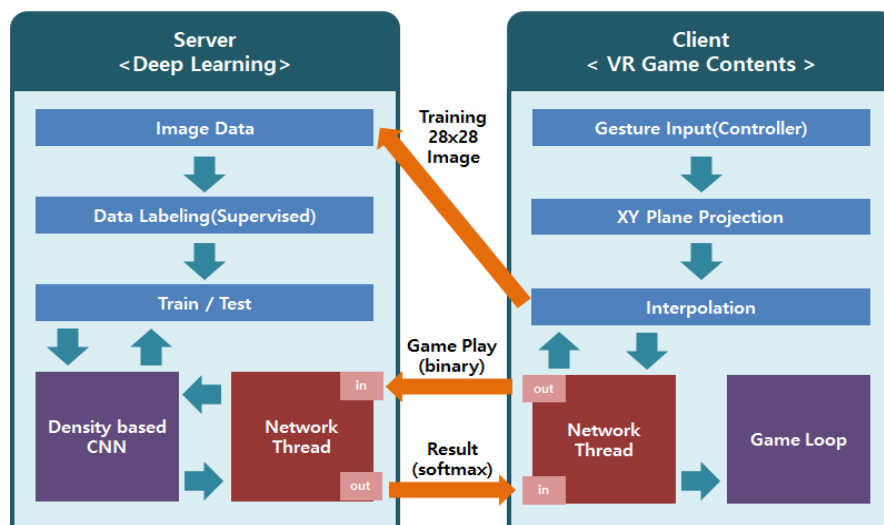 Server
<Deep Learning>
Image Data
Data Labeling(Supervised)
Train / Test
Density based
CNN
in
Network
Thread
out
Training
28x28
Image
Game Play
(binary)
Result
(softmax)
Client
< VR Game Contents >
Gesture Input(Controller)
XY Plane Projection
Interpolation
out
Network
Thread
in
Game Loop